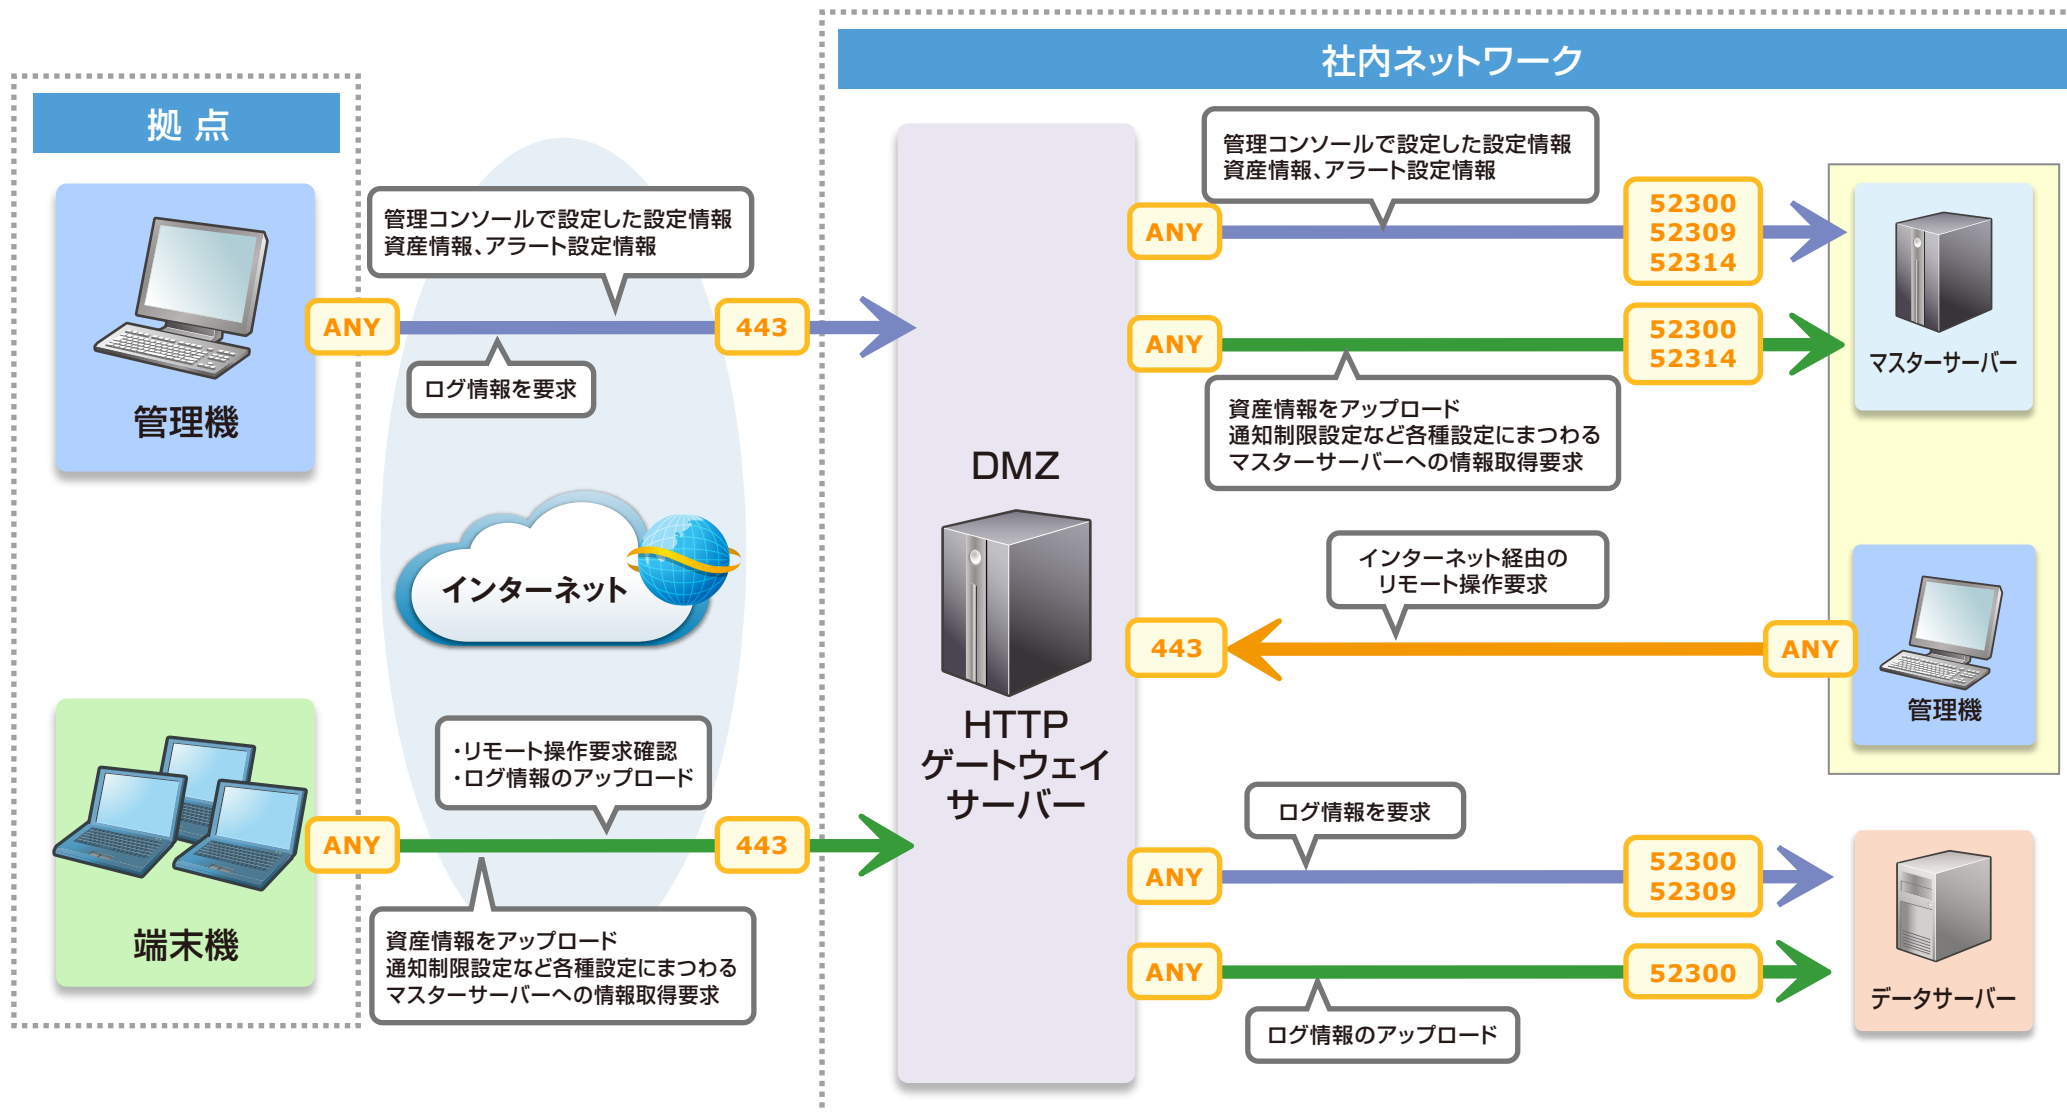 社内ネットワーク
拠 点
管理機
ANY
管理コンソールで設定した設定情報
資産情報、アラート設定情報
443
ログ情報を要求
インターネット
端末機
ANY
・リモート操作要求確認
・ログ情報のアップロード
443
資産情報をアップロード
通知制限設定など各種設定にまつわる
マスターサーバーへの情報取得要求
DMZ
HTTP
ゲートウェイ
サーバー
管理コンソールで設定した設定情報
資産情報、アラート設定情報
ANY
52300
52309
52314
ANY
52300
52314
資産情報をアップロード
通知制限設定など各種設定にまつわる
マスターサーバーへの情報取得要求
マスターサーバー
インターネット経由の
リモート操作要求
443
ANY
管理機
ログ情報を要求
ANY
52300
52309
ANY
52300
ログ情報のアップロード
データサーバー